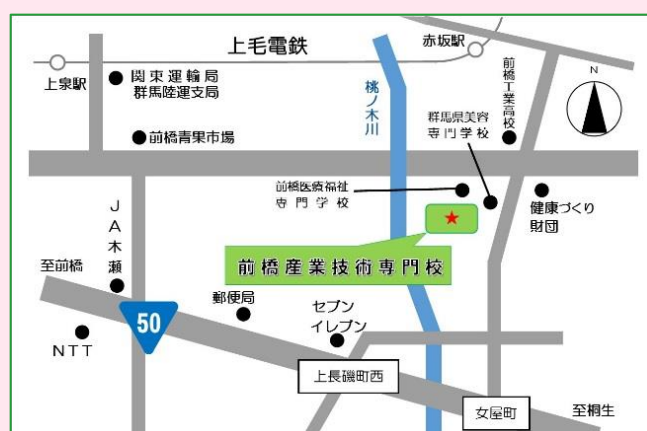 上毛電鉄
赤坂駅
上泉駅
関東運輸局
群馬陸運支局
前橋工業高校
N
桃ノ木川
群馬県美容
専門学校
前橋青果市場
前橋医療福祉
専門学校
健康づくり
財団
JA木瀬
前橋産業技術専門校
至前橋
50
郵便局
セブン
イレブン
NTT
上長磯町西
女屋町
至桐生